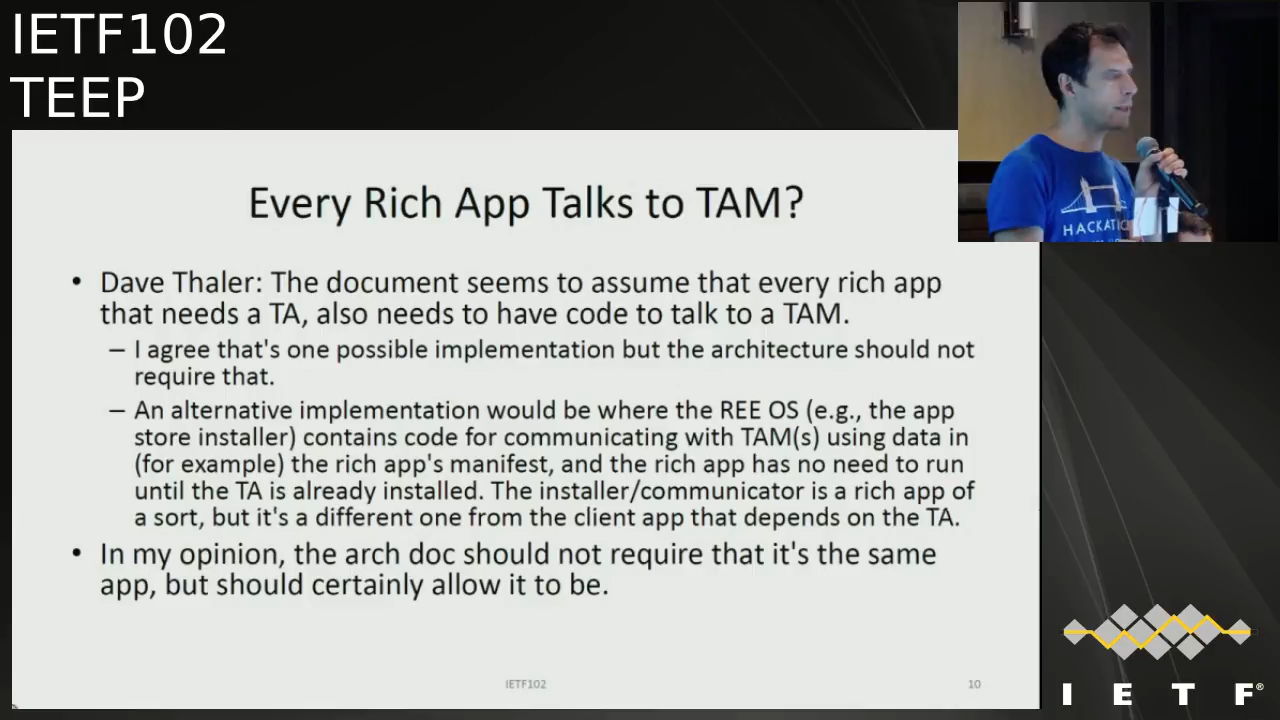 IETF102
TEEP
Every Rich App Talks to TAM?
• Dave Thaler: The document seems to assume that every rich app
that needs a TA, also needs to have code to talk to a TAM.
– I agree that's one possible implementation but the architecture should not
require that.
– An alternative implementation would be where the REE OS (e.g., the app
store installer) contains code for communicating with TAM(s) using data in
(for example) the rich app's manifest, and the rich app has no need to run
until the TA is already installed. The installer/communicator is a rich app of
a sort, but it's a different one from the client app that depends on the TA.
• In my opinion, the arch doc should not require that it's the same
app, but should certainly allow it to be.
IETF102
10
I E T F®